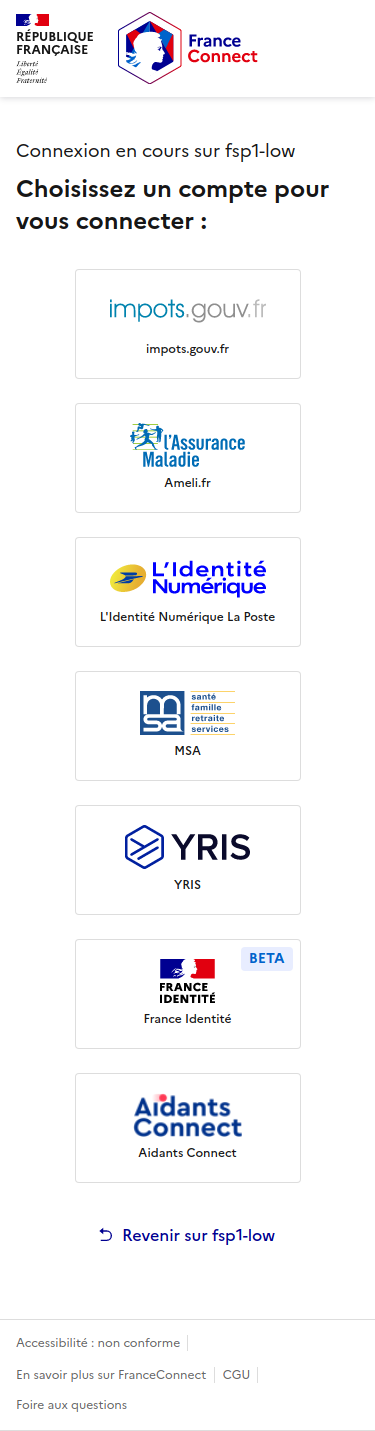 RÉPUBLIQUE
FRANÇAISE
Liberté
Égalité
Fraternité
France
Connect
Connexion en cours sur fsp1-low
Choisissez un compte pour
vous connecter :
impots.gouv.fr
impots.gouv.fr
l'Assurance
Maladie
Ameli.fr
L'Identité
Numérique
L'Identité Numérique La Poste
msa
santé
famille
retraite
services
MSA
YRIS
YRIS
BETA
FRANCE
IDENTITÉ
France Identité
Aidants
Connect
Aidants Connect
Revenir sur fsp1-low
Accessibilité : non conforme
En savoir plus sur FranceConnect
CGU
Foire aux questions